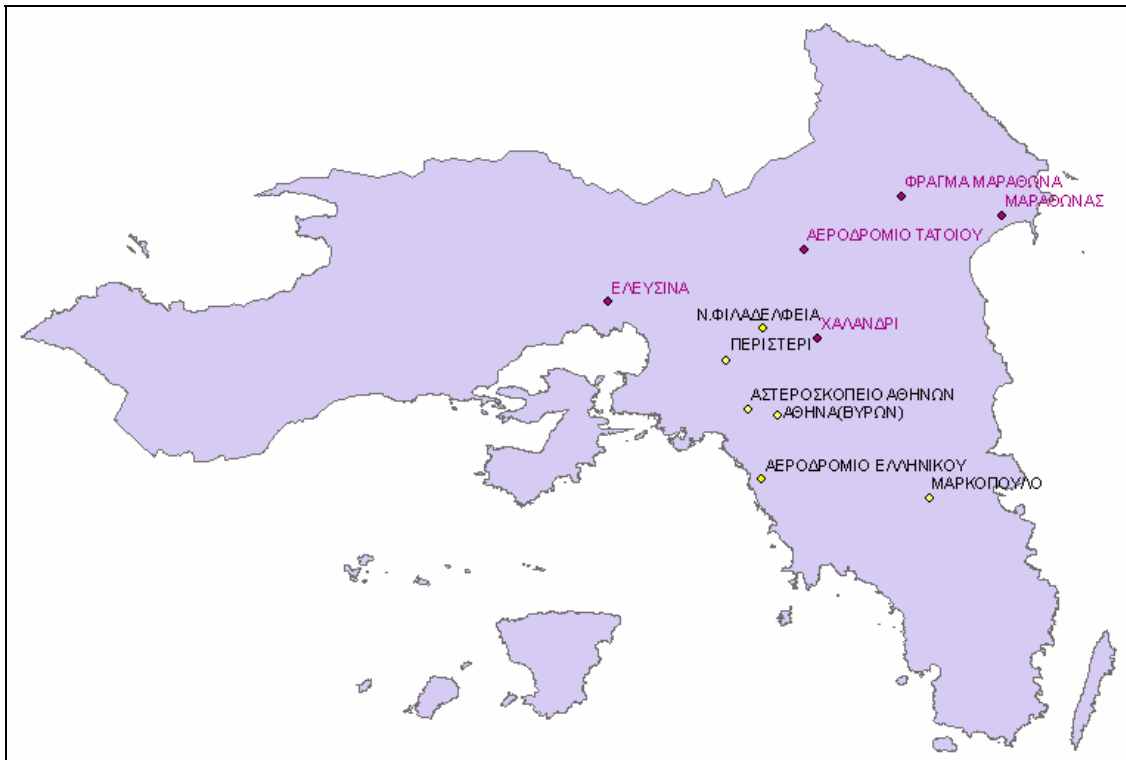 ΦΡΑΓΜΑ ΜΑΡΑΘΩΝΑ
ΜΑΡΑΘΩΝΑΣ
ΑΕΡΟΔΡΟΜΙΟ ΤΑΤΟΙΟΥ
ΕΛΕΥΣΙΝΑ
Ν.ΦΙΛΑΔΕΛΦΕΙΑ
ΧΑΛΑΝΔΡΙ
ΠΕΡΙΣΤΕΡΙ
ΑΣΤΕΡΟΣΚΟΠΕΙΟ ΑΘΗΝΩΝ
ΑΘΗΝΑ(ΒΥΡΩΝ)
ΑΕΡΟΔΡΟΜΙΟ ΕΛΛΗΝΙΚΟΥ
ΜΑΡΚΟΠΟΥΛΟ